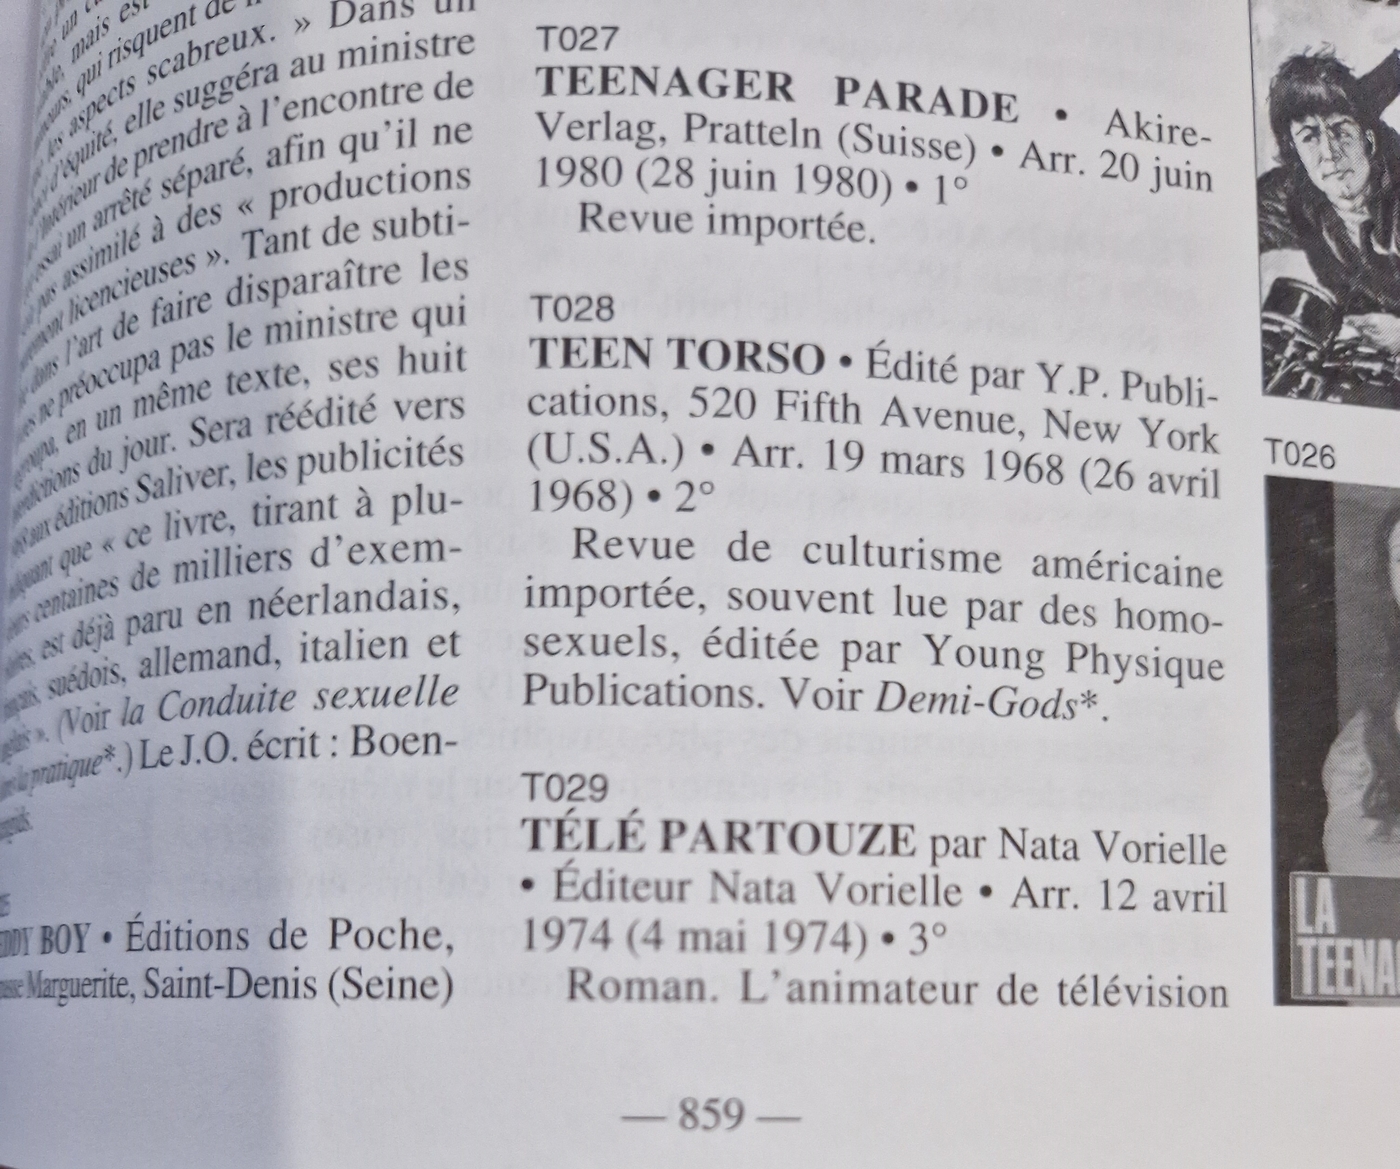 mais est
qui risquent de
aspects scabreux. » Dans un
d'équité, elle suggéra au ministre
de prendre à l'encontre de
un arrêté séparé, afin qu'il ne
pas assimilé à des « productions
licencieuses ». Tant de subti-
dans l'art de faire disparaître les
ne préoccupa pas le ministre qui
en un même texte, ses huit
du jour. Sera réédité vers
aux éditions Saliver, les publicités
que « ce livre, tirant à plu-
centaines de milliers d'exem-
est déjà paru en néerlandais,
suédois, allemand, italien et
». (Voir la Conduite sexuelle
pratique*.) Le J.O. écrit : Boen-
BOY • Éditions de Poche,
Marguerite, Saint-Denis (Seine)
T027
TEENAGER PARADE • Akire-
Verlag, Pratteln (Suisse) • Arr. 20 juin
1980 (28 juin 1980) • 1°
Revue importée.
T028
TEEN TORSO • Édité par Y.P. Publi-
cations, 520 Fifth Avenue, New York
(U.S.A.) • Arr. 19 mars 1968 (26 avril
1968) • 2°
Revue de culturisme américaine
importée, souvent lue par des homo-
sexuels, éditée par Young Physique
Publications. Voir Demi-Gods*.
T029
TÉLÉ PARTOUZE par Nata Vorielle
• Éditeur Nata Vorielle • Arr. 12 avril
1974 (4 mai 1974) • 3°
Roman. L'animateur de télévision
T026
LA
TEENA
— 859 —